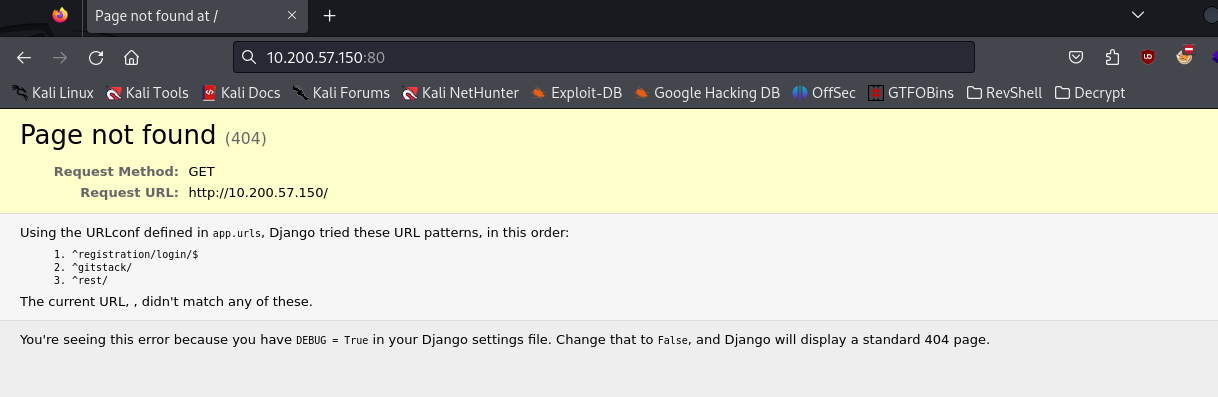 Page not found at /
10.200.57.150:80
Kali Linux Kali Tools Kali Docs Kali Forums Kali NetHunter Exploit-DB Google Hacking DB OffSec GTFOBins RevShell Decrypt
Page not found (404)
Request Method: GET
Request URL: http://10.200.57.150/
Using the URLconf defined in app.urls, Django tried these URL patterns, in this order:
1. ^registration/login/$
2. ^gitstack/
3. ^rest/
The current URL, , didn't match any of these.
You're seeing this error because you have DEBUG = True in your Django settings file. Change that to False, and Django will display a standard 404 page.